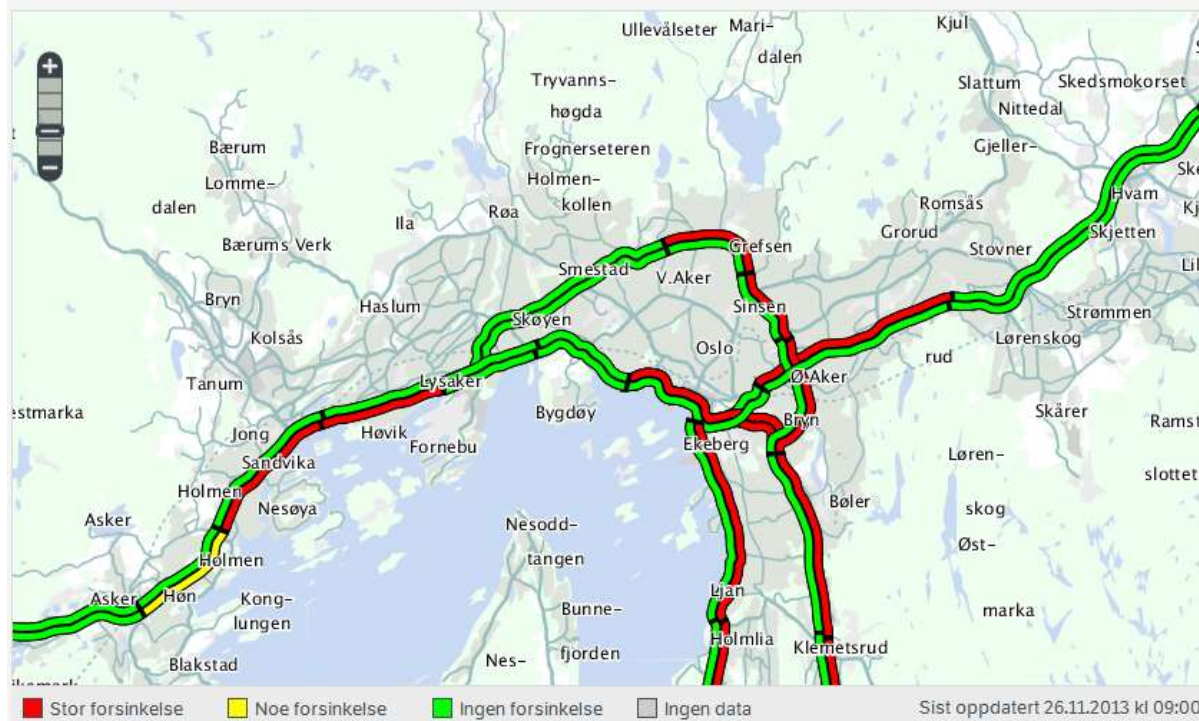 Ullevålseter
Mari-
dalen
Kjul
Tryvanns-
høgda
Slattum
Skedsmokorset
Nittedal
Bærum
Frognerseteren
Gjeller-
Lomme-
dalen
Holmen-
kollen
Hvam
Ila
Røa
Romsås
Bærums Verk
Grorud
Skjetten
Grefsen
Stovner
Smestad
V.Aker
Bryn
Haslum
Sinsen
Skøyen
Strømmen
Kolsås
Oslo
Lørenskog
rud
Tanum
Lysaker
Ø.Aker
estmarka
Bygdøy
Skårer
Bryn
Jong
Høvik
Fornebu
Ekeberg
Sandvika
Løren-
slottet
Holmen
Nesøya
Bøler
skog
Asker
Nesodd-
Øst-
tangen
Holmen
Ljan
Asker
Høn
Kong-
lungen
Bunne-
marka
Holmlia
Klemetsrud
fjorden
Blakstad
Nes-
Stor forsinkelse
Noe forsinkelse
Ingen forsinkelse
Ingen data
Sist oppdatert 26.11.2013 kl 09:00